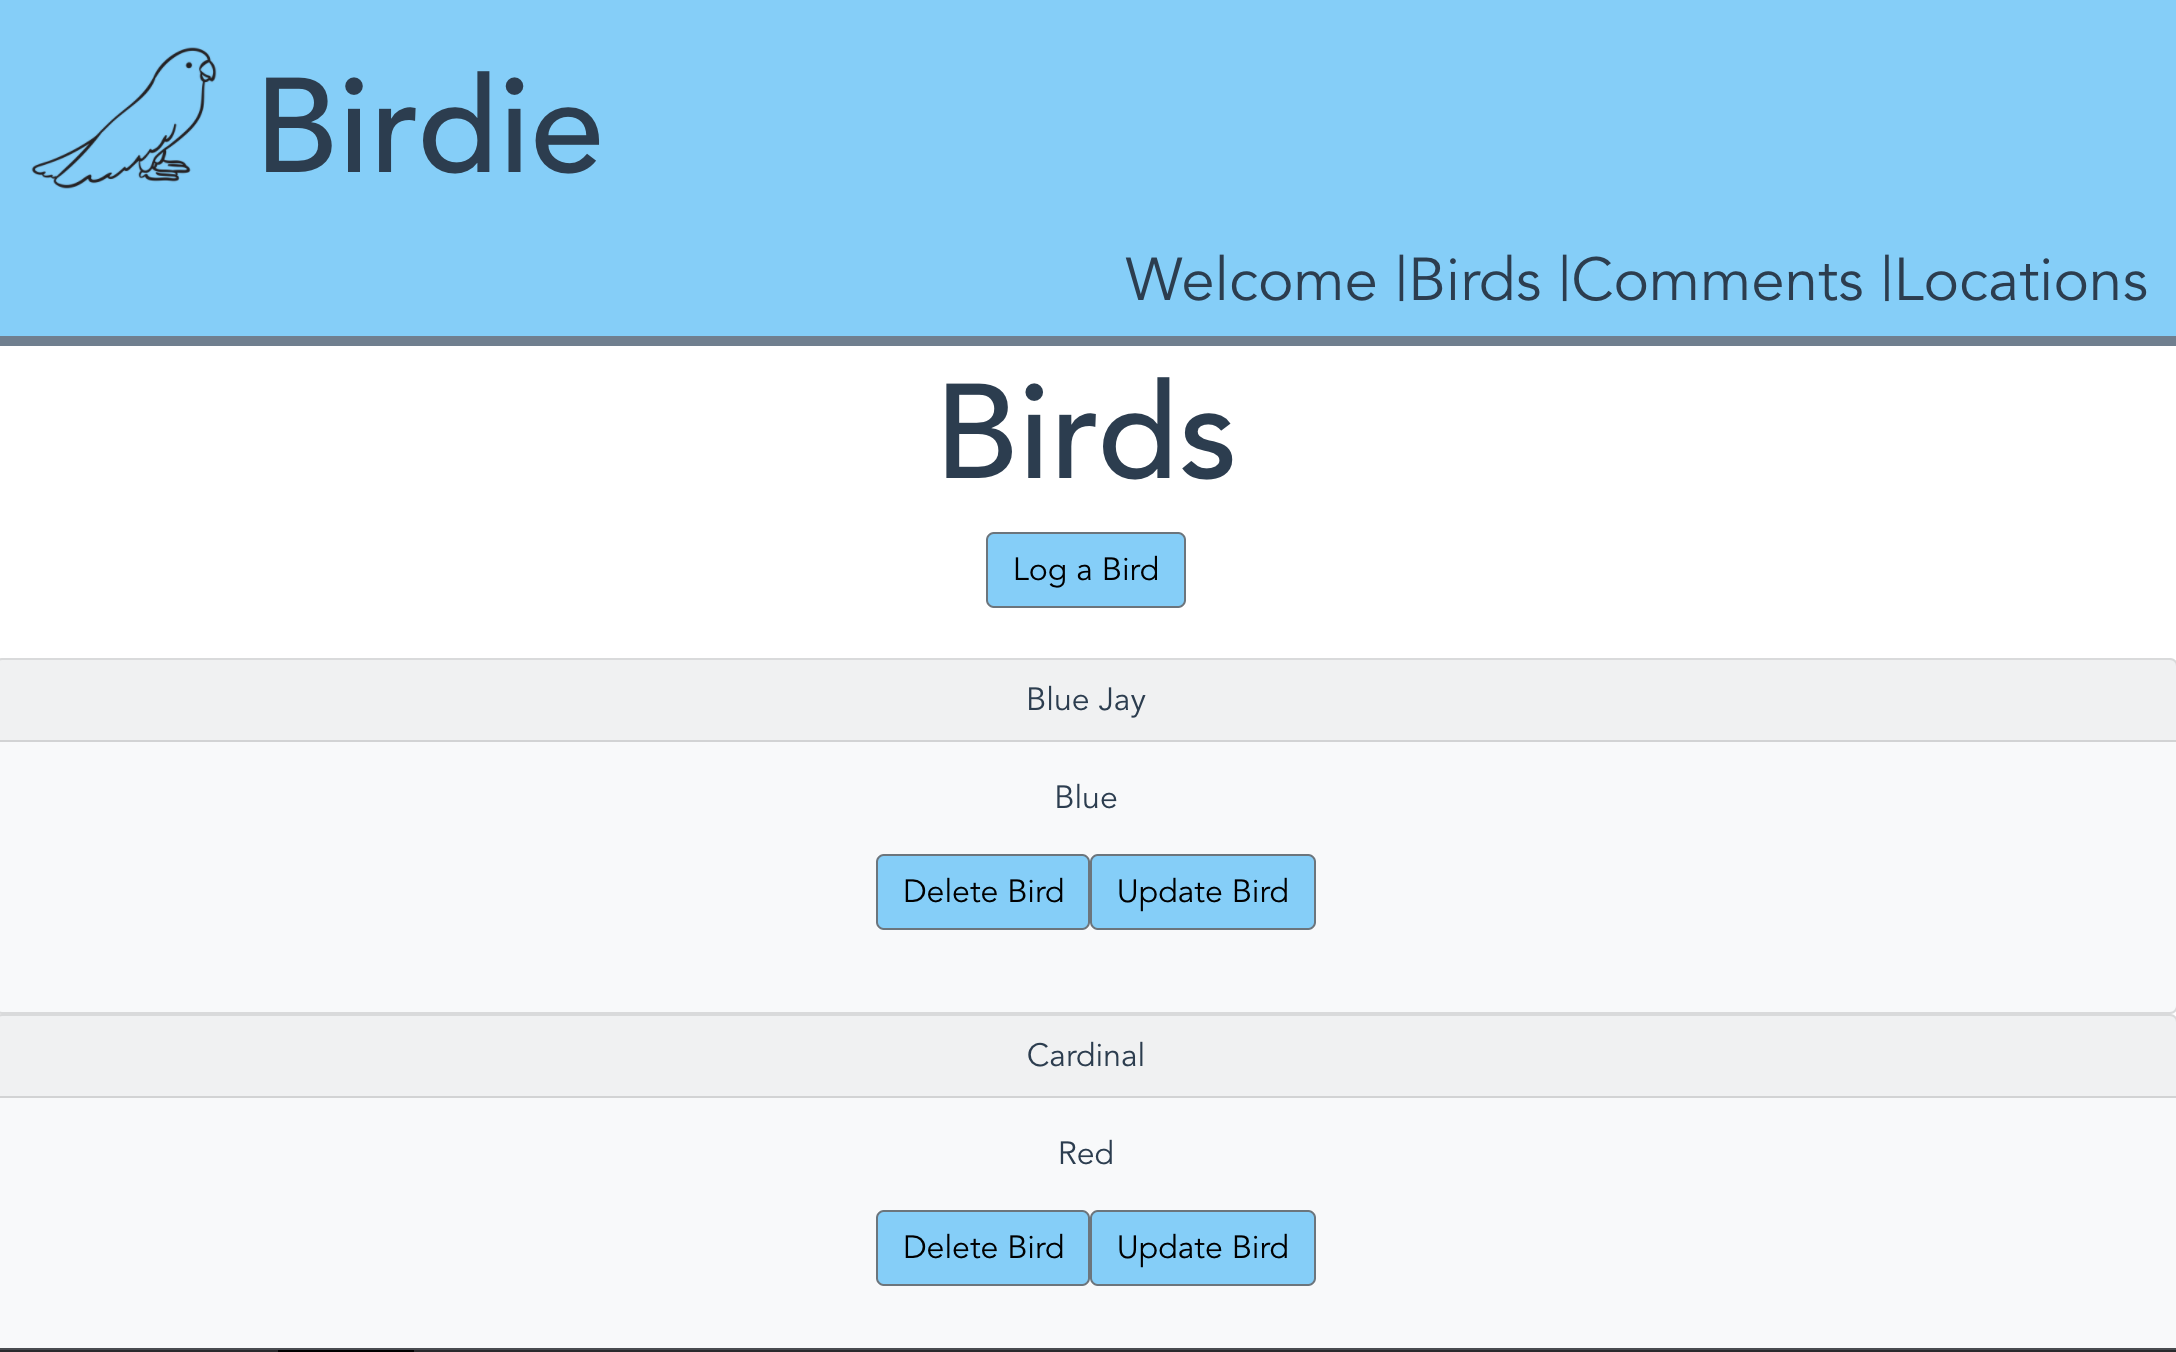 Birdie
Welcome |Birds |Comments |Locations
Birds
Log a Bird
Blue Jay
Blue
Delete Bird Update Bird
Cardinal
Red
Delete Bird Update Bird